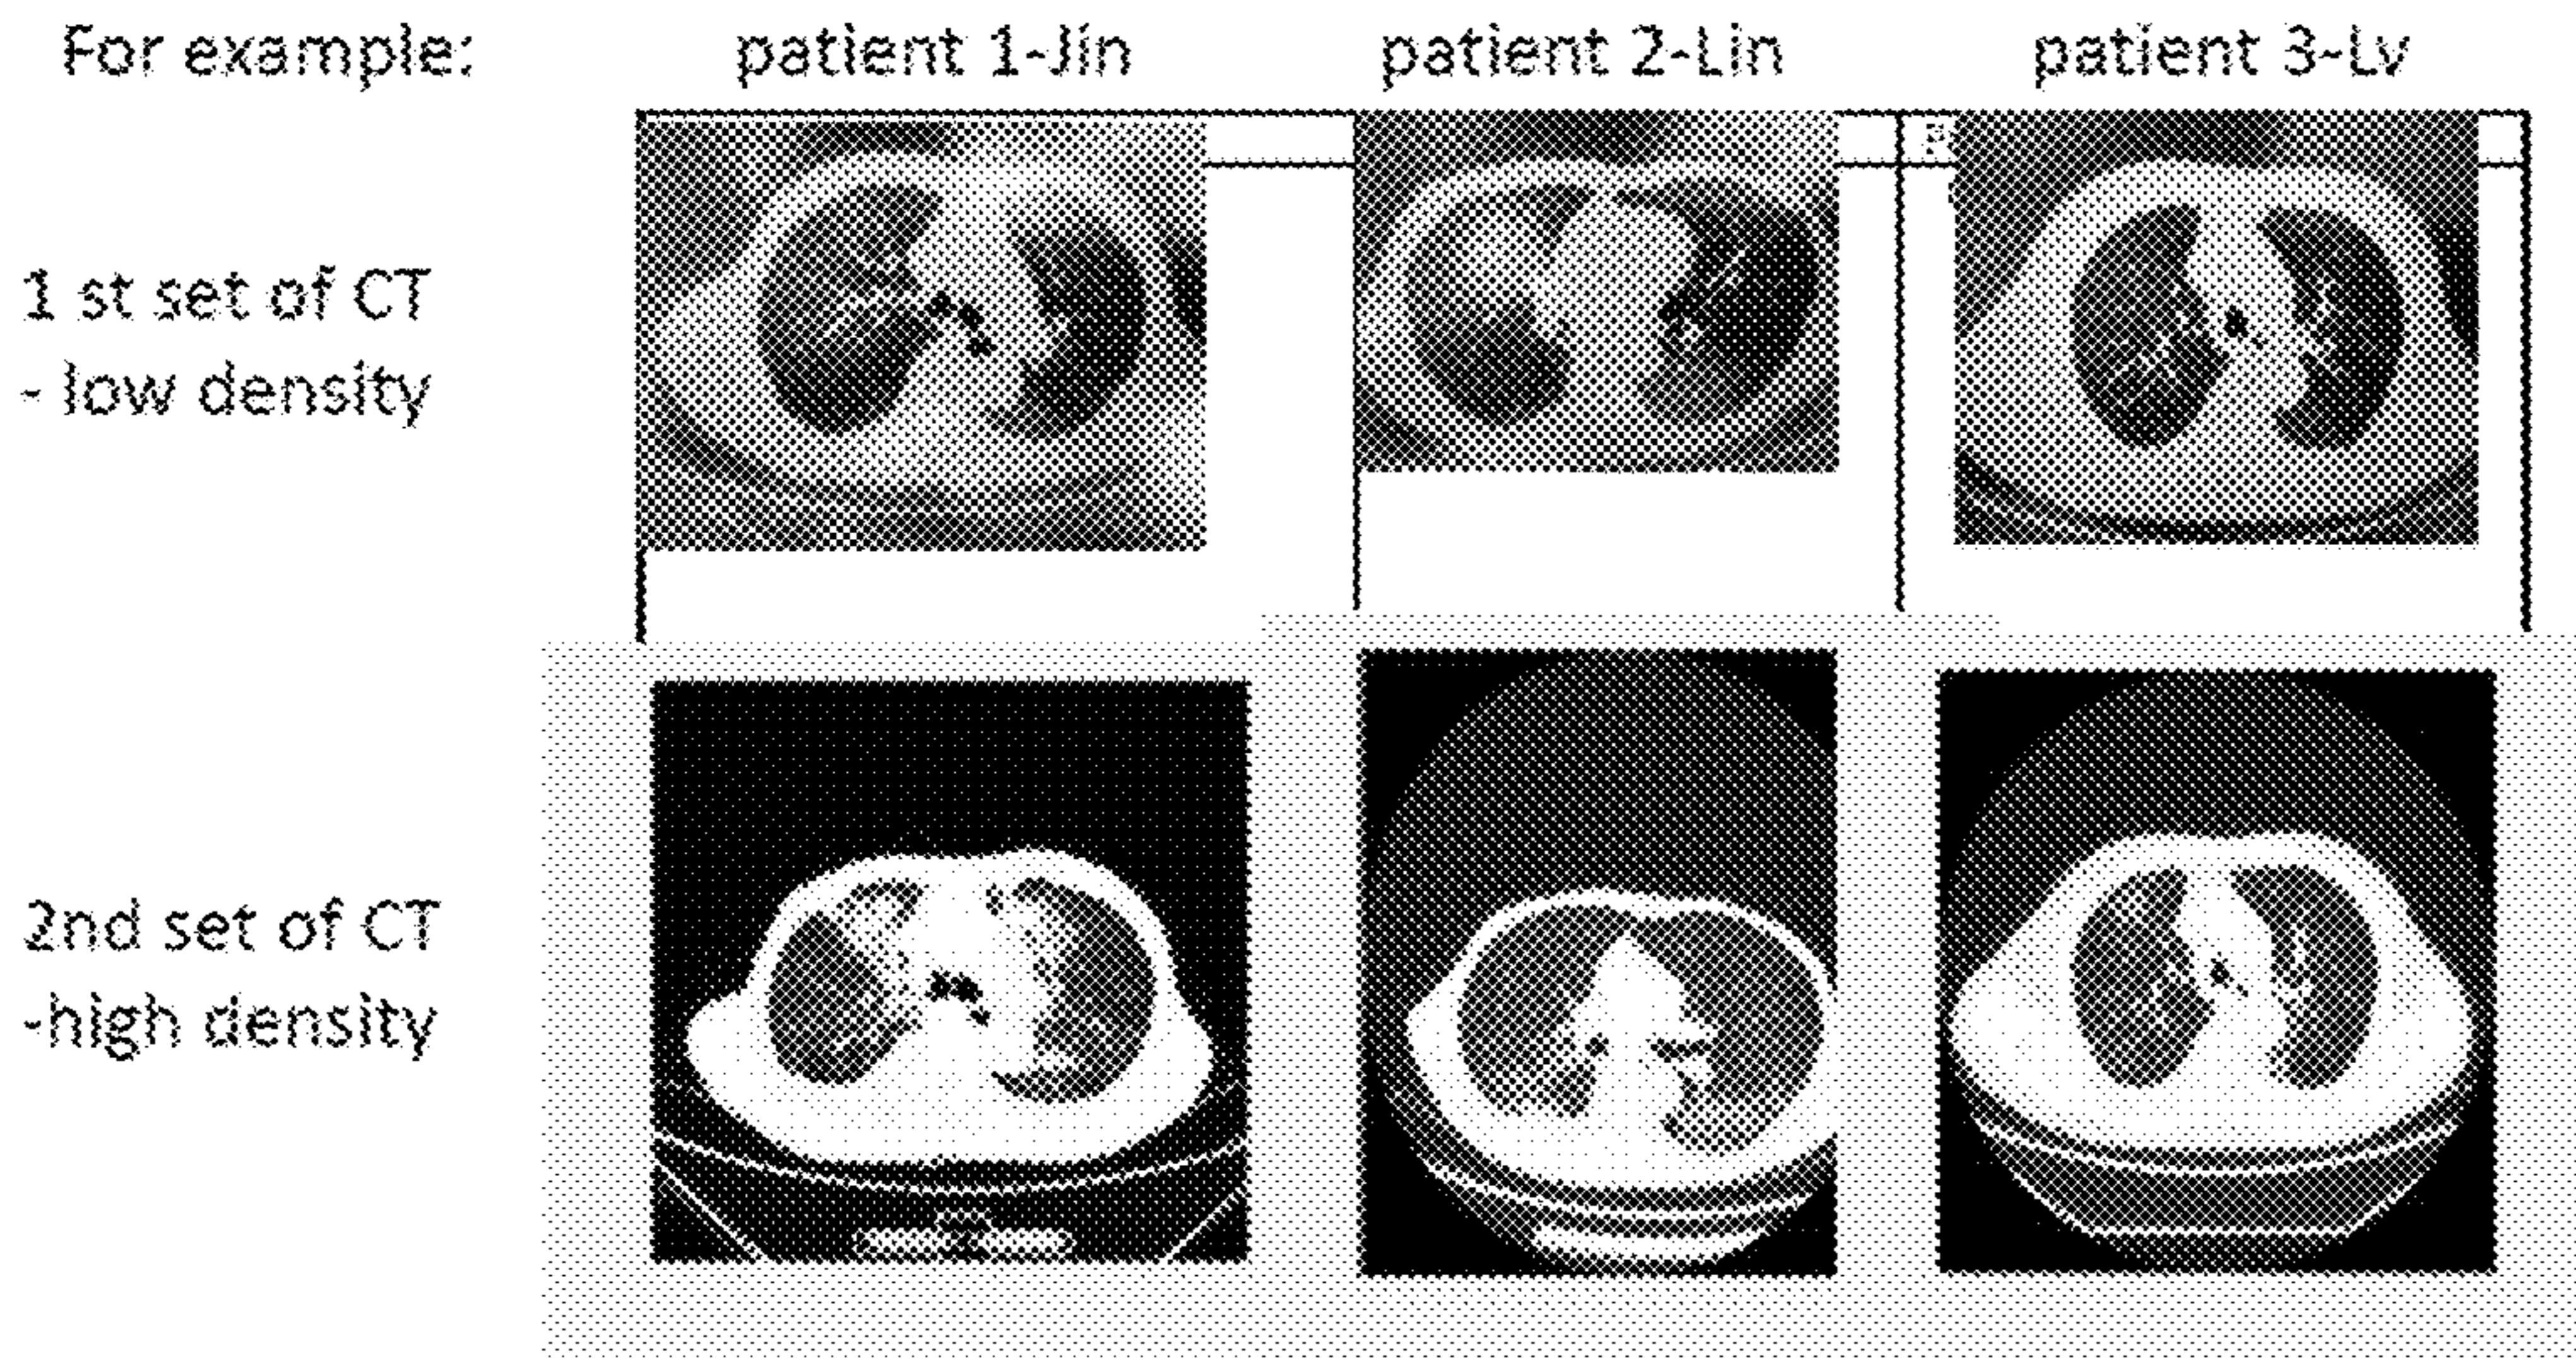 For example:
patient 1-Jin
patient 2-Lin
patient 3-Lv
1 st set of CT
- low density
2nd set of CT
-high density